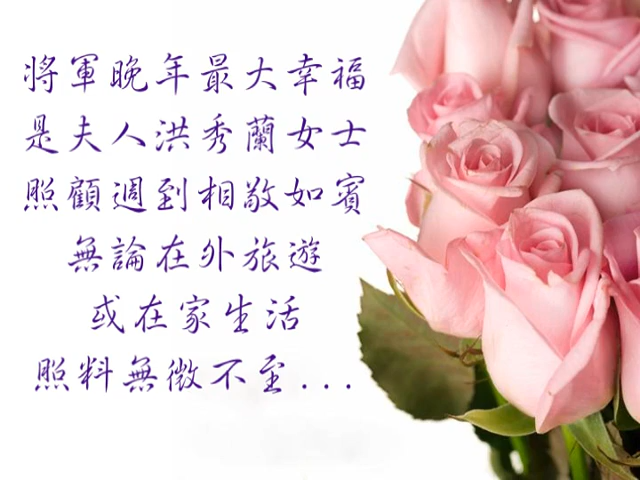 將軍晚年最大幸福
是夫人洪秀蘭女士
照顧週到相敬如賓
無論在外旅遊
或在家生活
照料無微不至...